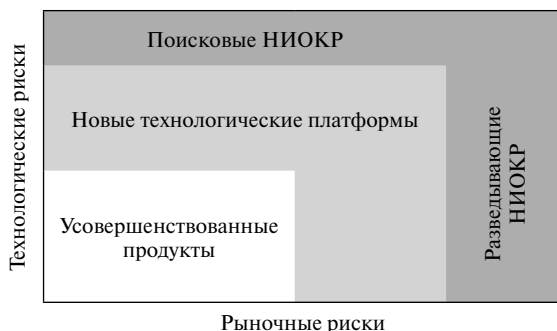 Поисковые НИОКР
Технологические риски
Новые технологические платформы
Разведывающие
НИОКР
Усовершенствованные
продукты
Рыночные риски